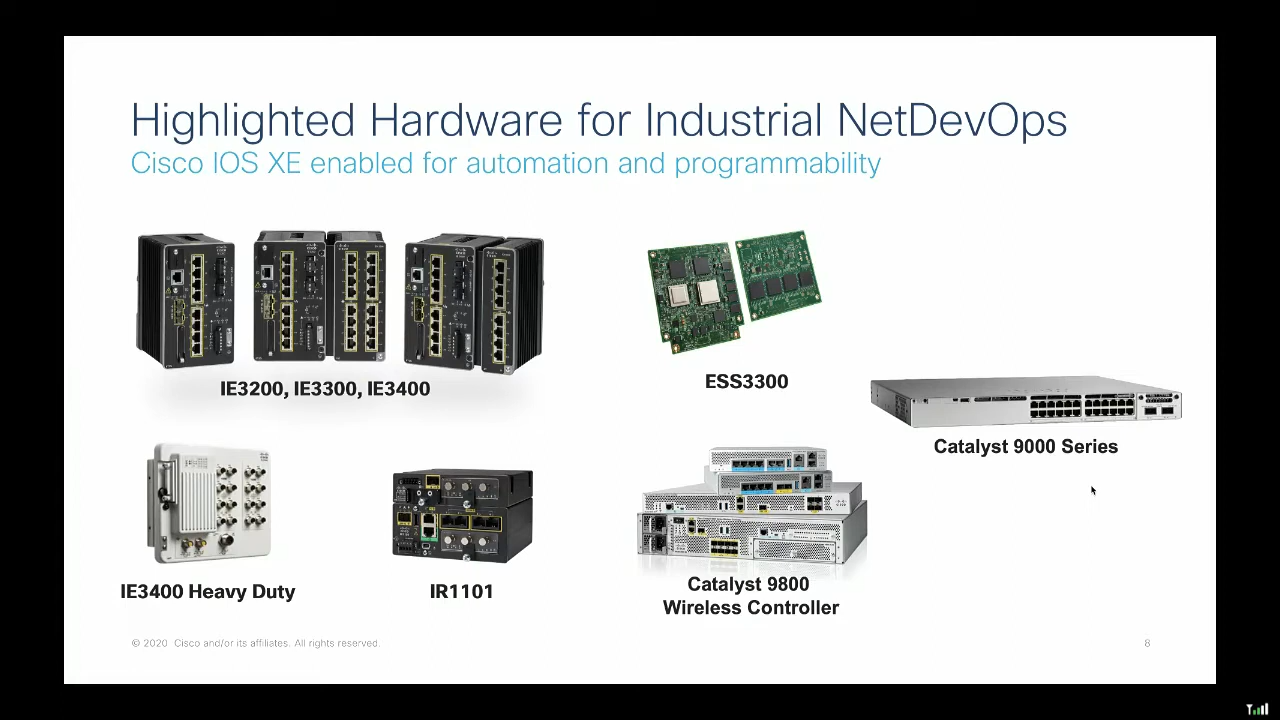 Highlighted Hardware for Industrial NetDevOps
Cisco IOS XE enabled for automation and programmability
IE3200, IE3300, IE3400
ESS3300
Catalyst 9000 Series
IE3400 Heavy Duty
IR1101
Catalyst 9800
Wireless Controller
© 2020 Cisco and/or its affiliates. All rights reserved.
8